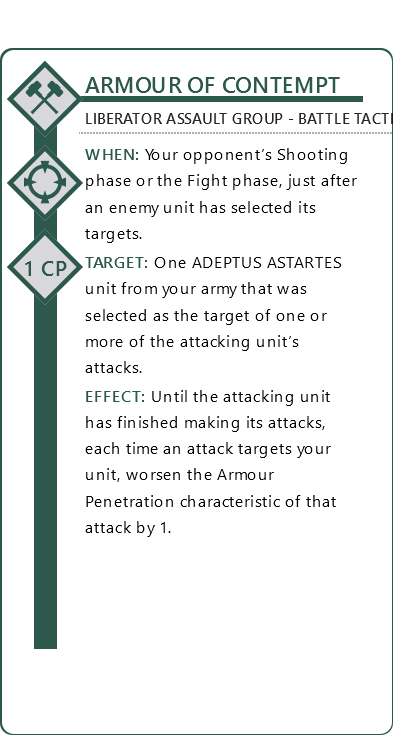 ARMOUR OF CONTEMPT
LIBERATOR ASSAULT GROUP - BATTLE TACTI
WHEN: Your opponent's Shooting
phase or the Fight phase, just after
an enemy unit has selected its
targets.
1 CP
TARGET: One ADEPTUS ASTARTES
unit from your army that was
selected as the target of one or
more of the attacking unit's
attacks.
EFFECT: Until the attacking unit
has finished making its attacks,
each time an attack targets your
unit, worsen the Armour
Penetration characteristic of that
attack by 1.